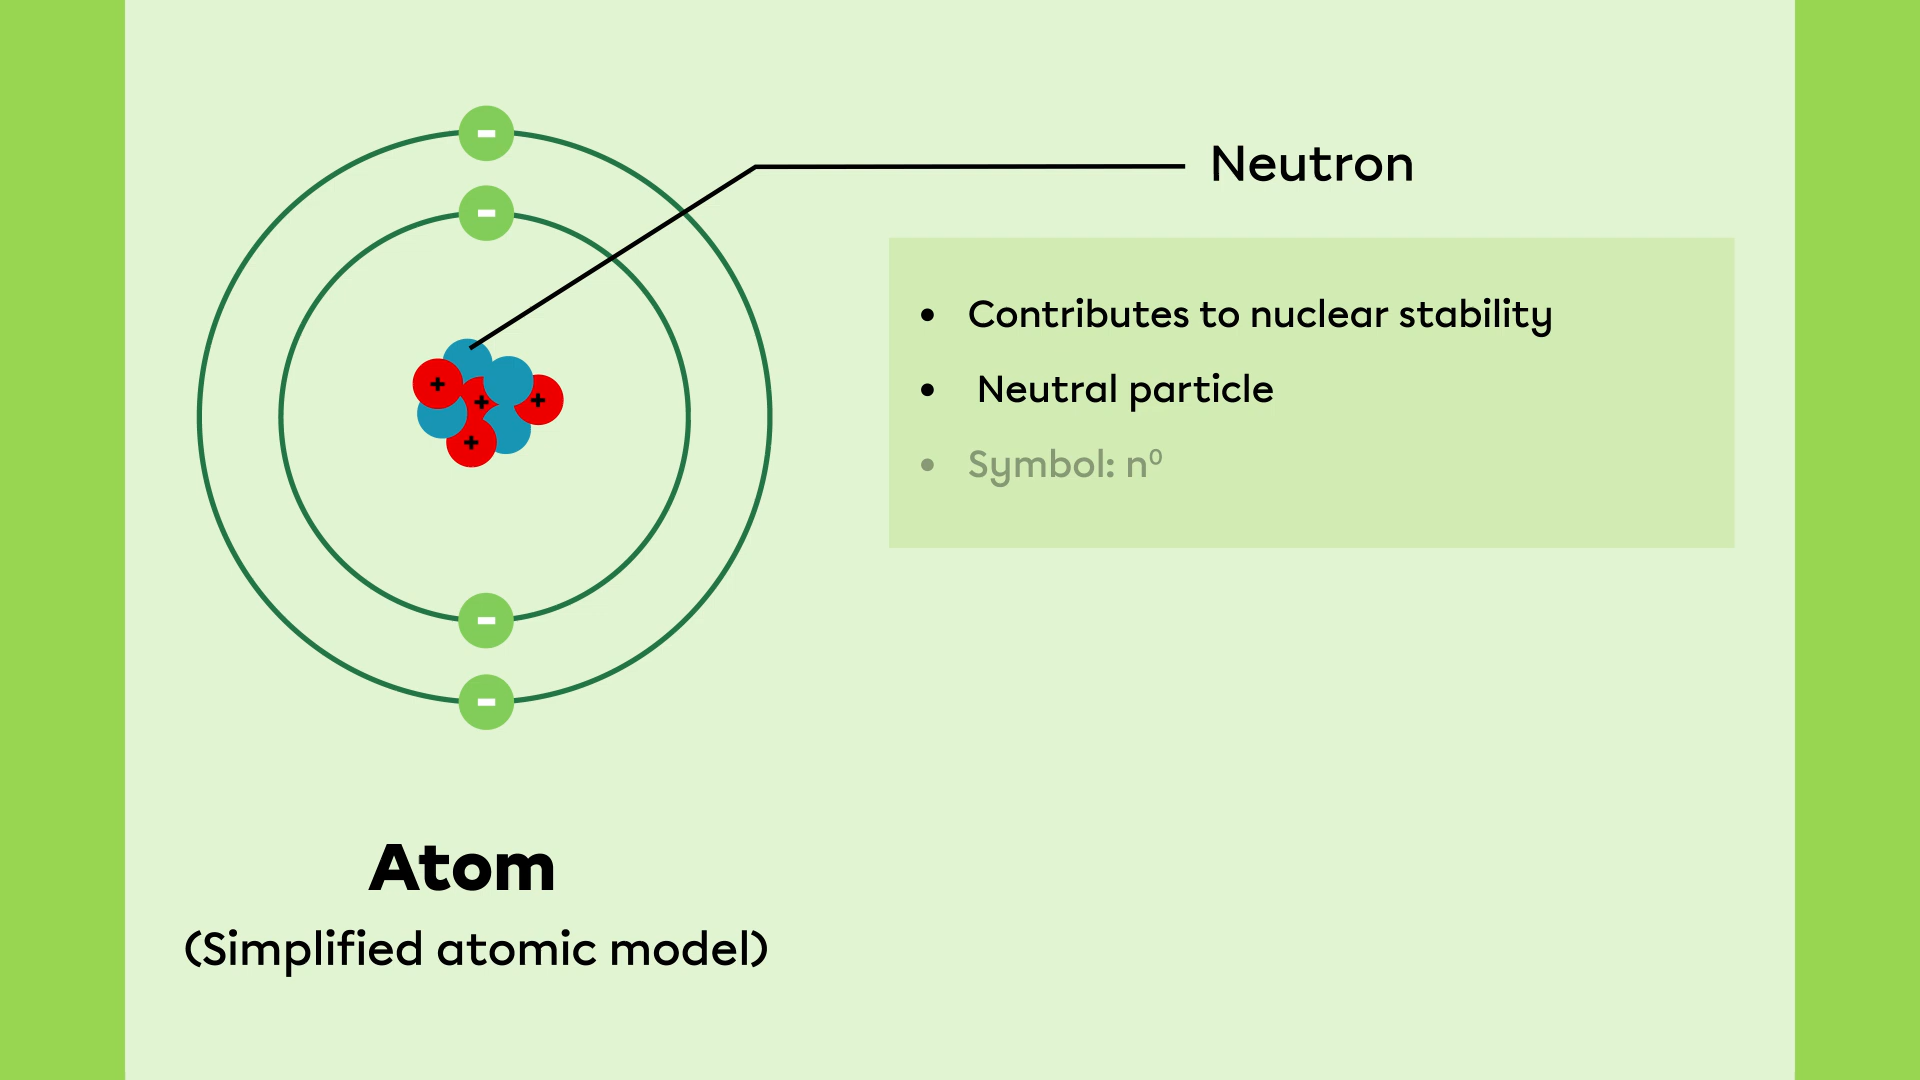 Neutron
• Contributes to nuclear stability
• Neutral particle
• Symbol: n⁰
-
-
+
+
+
+
-
-
Atom
(Simplified atomic model)